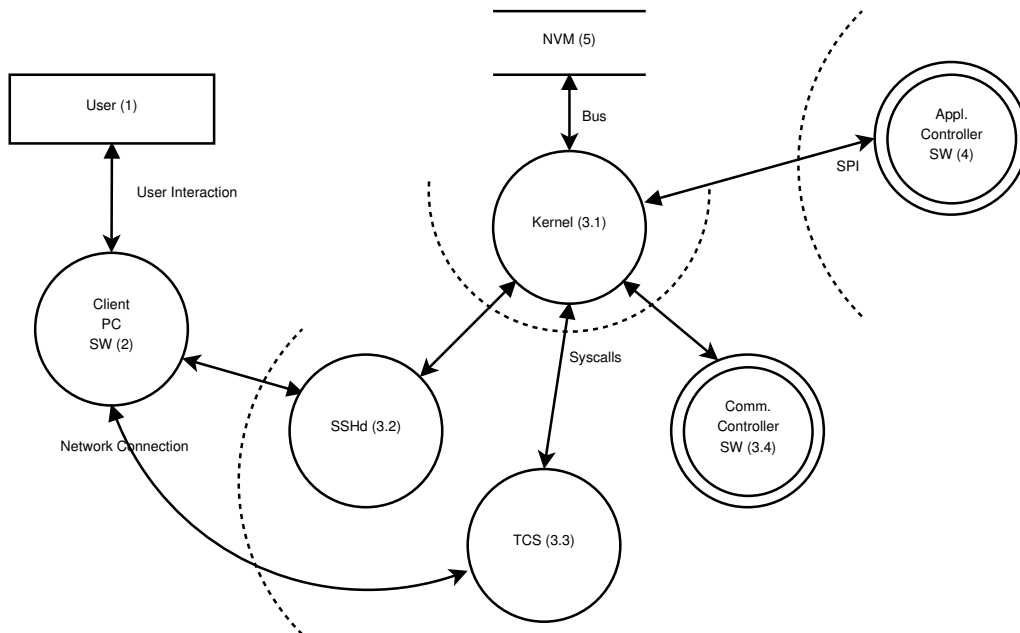 NVM (5)
User (1)
Bus
Appl.
Controller
SW (4)
SPI
User Interaction
Kernel (3.1)
Client
PC
SW (2)
Syscalls
SSHd (3.2)
Comm.
Controller
SW (3.4)
Network Connection
TCS (3.3)